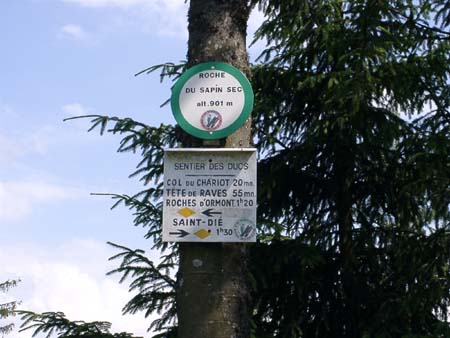 ROCHE
DU SAPIN SEC
alt. 901 m
SENTIER DES DUCS
COL DU CHARIOT 20 mn.
TÊTE DE RAVES 55 mn
ROCHES D'ORMONT. 1h20
SAINT-DIÉ
1h30